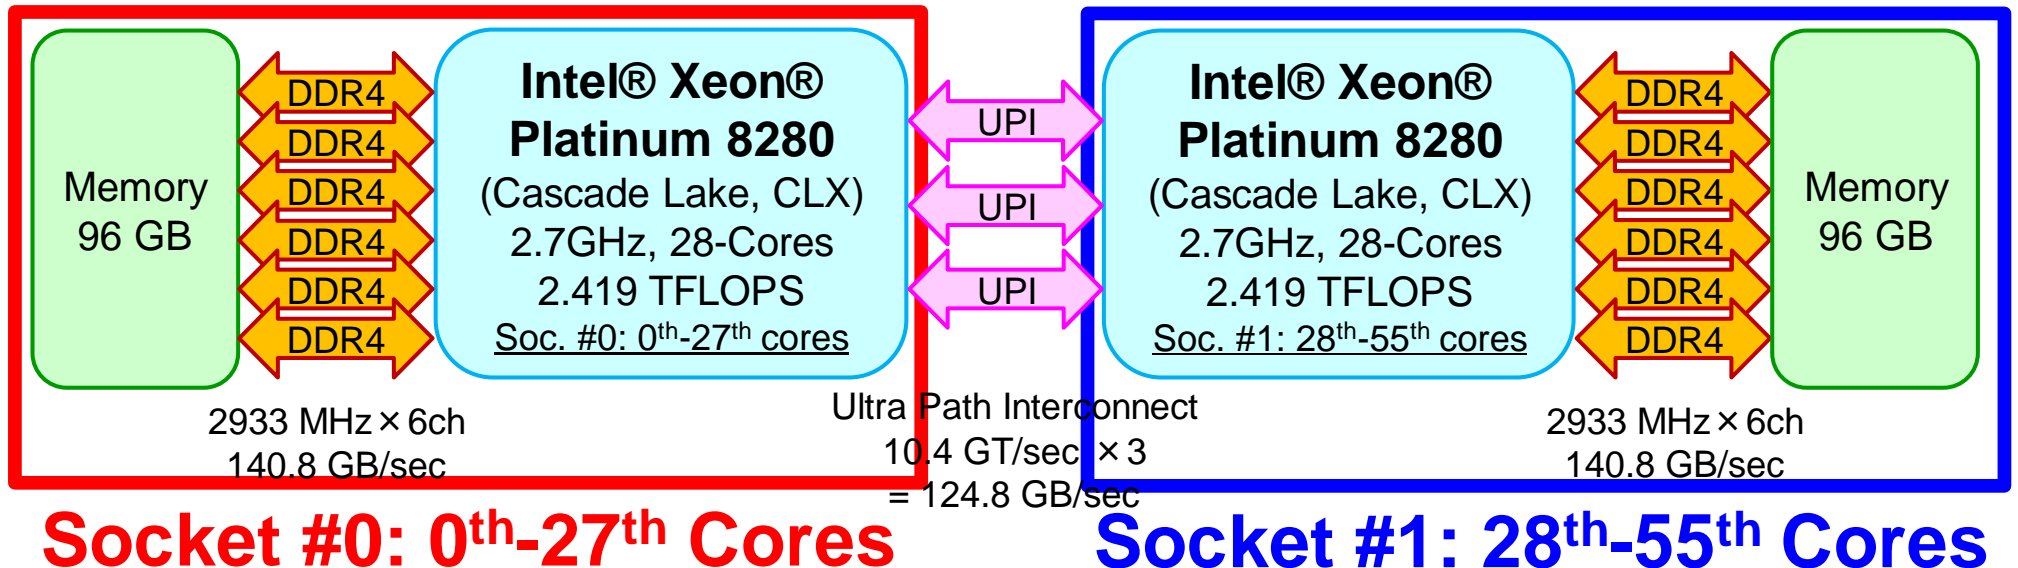 Memory
96 GB
DDR4
DDR4
DDR4
DDR4
DDR4
DDR4
Intel® Xeon®
Platinum 8280
(Cascade Lake, CLX)
2.7GHz, 28-Cores
2.419 TFLOPS
Soc. #0: 0th-27th cores
UPI
UPI
UPI
Intel® Xeon®
Platinum 8280
(Cascade Lake, CLX)
2.7GHz, 28-Cores
2.419 TFLOPS
Soc. #1: 28th-55th cores
DDR4
DDR4
DDR4
DDR4
DDR4
DDR4
Memory
96 GB
2933 MHz×6ch
140.8 GB/sec
Ultra Path Interconnect
10.4 GT/sec ×3
= 124.8 GB/sec
2933 MHz×6ch
140.8 GB/sec
Socket #0: 0th-27th Cores
Socket #1: 28th-55th Cores